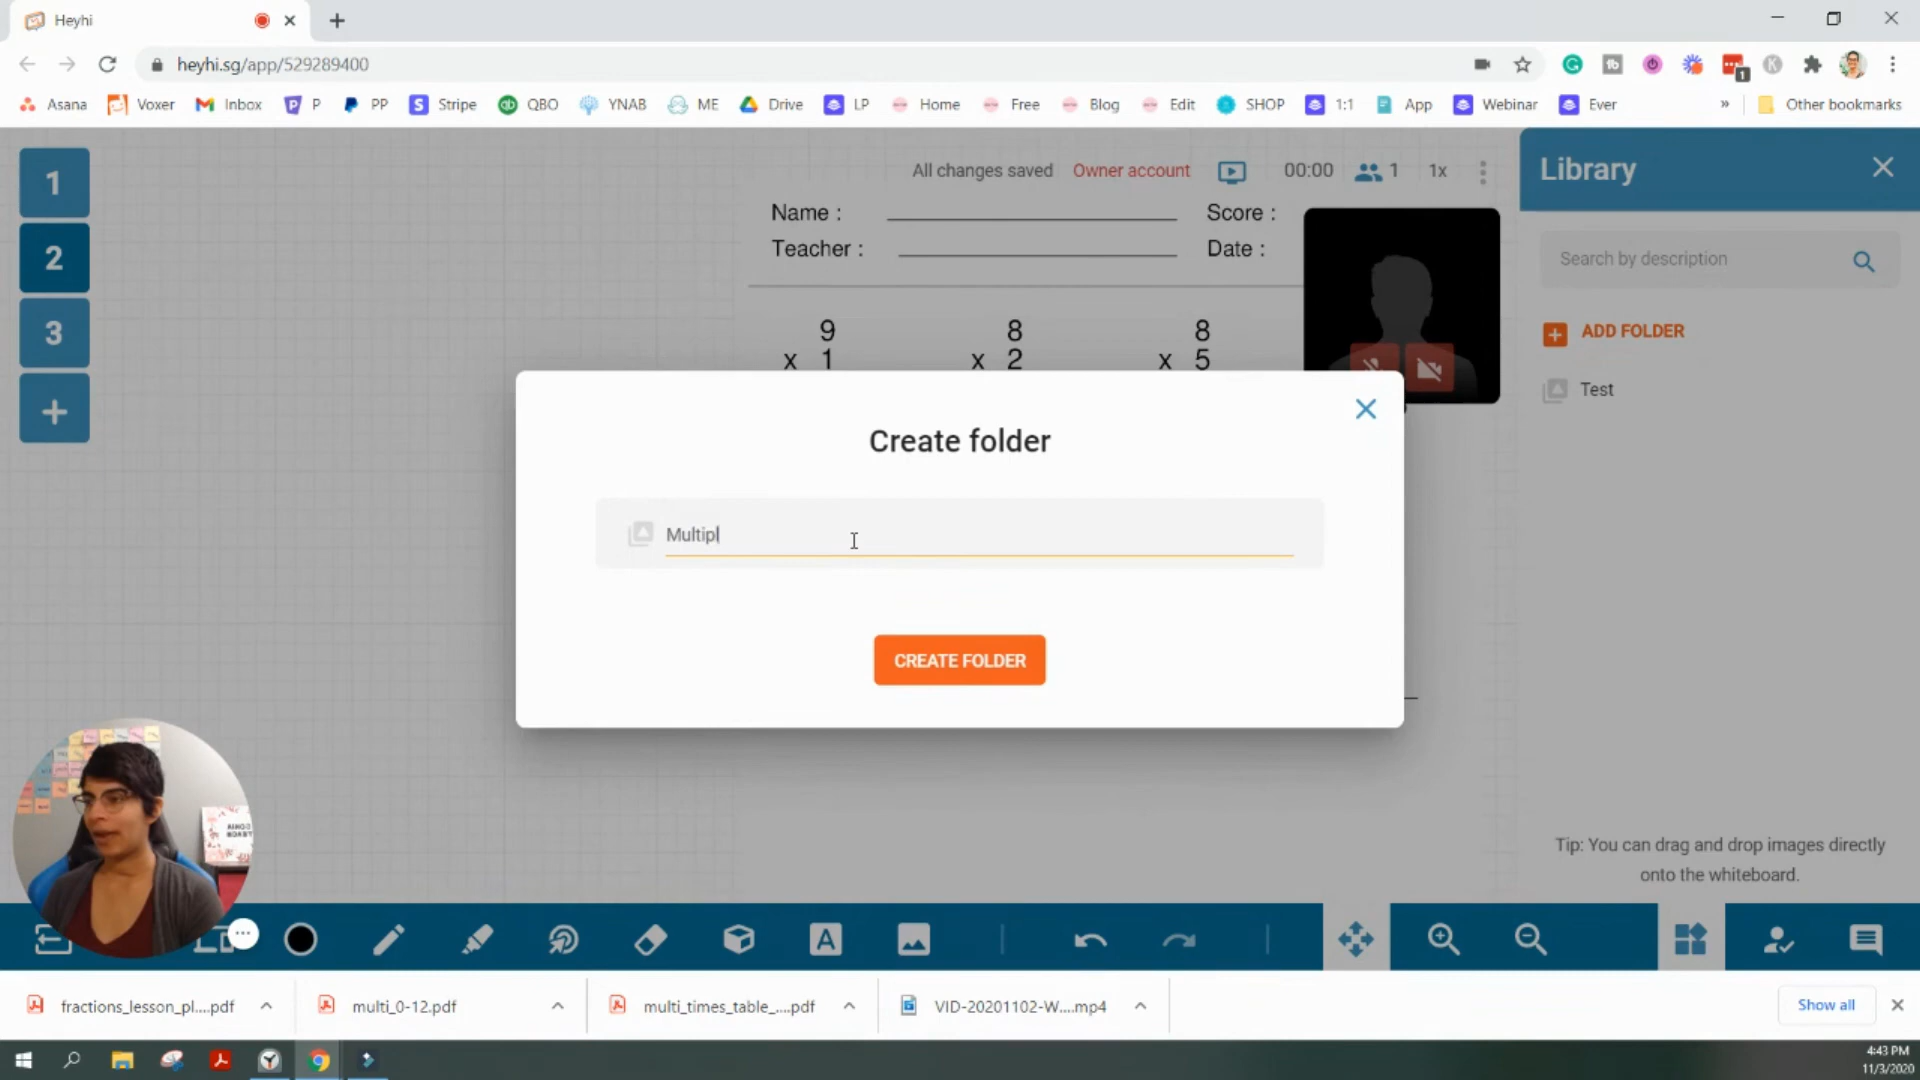 Heyhi
heyhi.sg/app/529289400
1
Asana Voxer Inbox P PP Stripe QBO YNAB ME Drive LP Home Free Blog Edit SHOP 1:1 App Webinar Ever » Other bookmarks
1
2
3
+
All changes saved Owner account 00:00 1 1x
Name : Score :
Teacher : Date :
9 8 8
x 1 x 2 x 5
Library
Search by description
ADD FOLDER
Test
Create folder
Multipl
CREATE FOLDER
Tip: You can drag and drop images directly
onto the whiteboard.
A
fractions_lesson_pl....pdf multi_0-12.pdf multi_times_table_....pdf VID-20201102-W....mp4 Show all
4:43 PM
11/3/2020